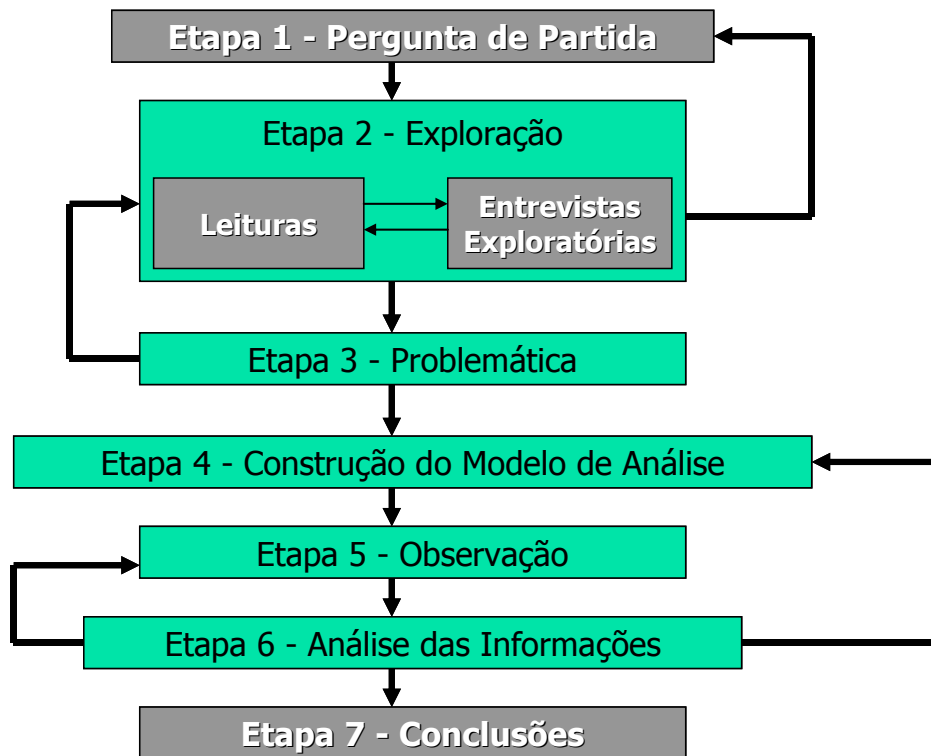 Etapa 1 - Pergunta de Partida
Etapa 2 - Exploração
Leituras
Entrevistas
Exploratórias
Etapa 3 - Problemática
Etapa 4 - Construção do Modelo de Análise
Etapa 5 - Observação
Etapa 6 - Análise das Informações
Etapa 7 - Conclusões